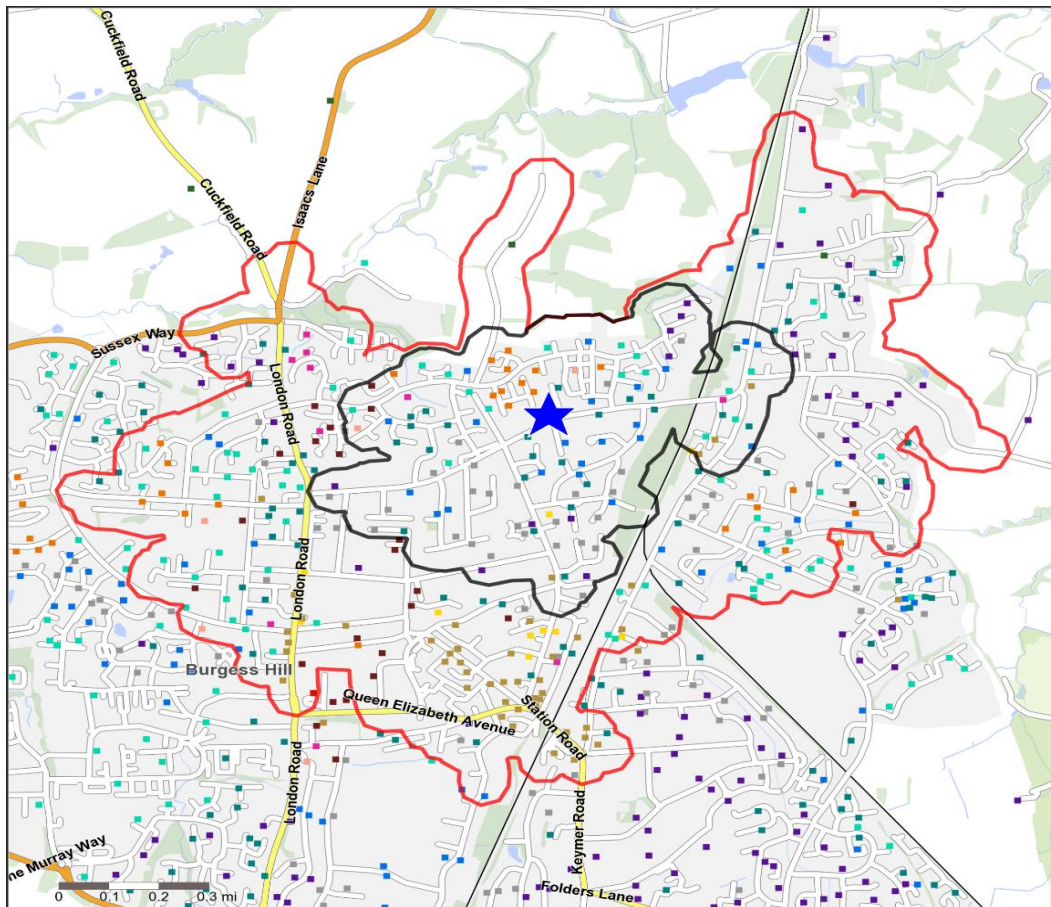 Cuckfield Road
Isaacs Lane
Cuckfield Road
Sussex Way
London Road
London Road
Burgess Hill
Queen Elizabeth Avenue
Station Road
London Road
Keymer Road
ne Murray Way
Folders Lane
0 0.1 0.2 0.3 mi